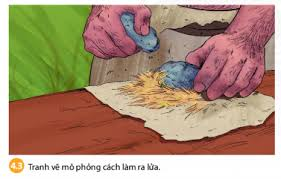 4.3 Tranh vẽ mô phỏng cách làm ra lửa.